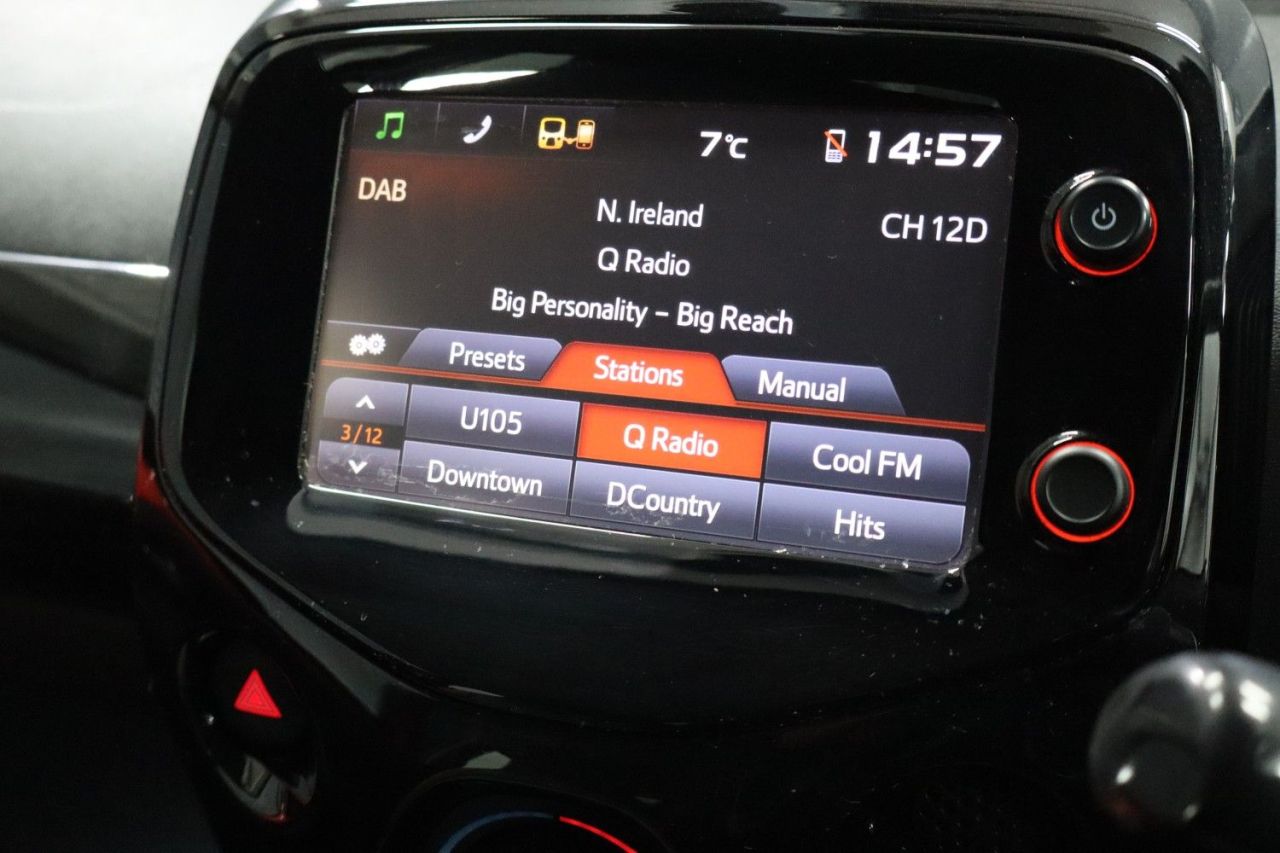 7°C 14:57
DAB
N. Ireland
CH 12D
Q Radio
Big Personality – Big Reach
Presets Stations Manual
3/12
U105 Q Radio Cool FM
Downtown DCountry Hits